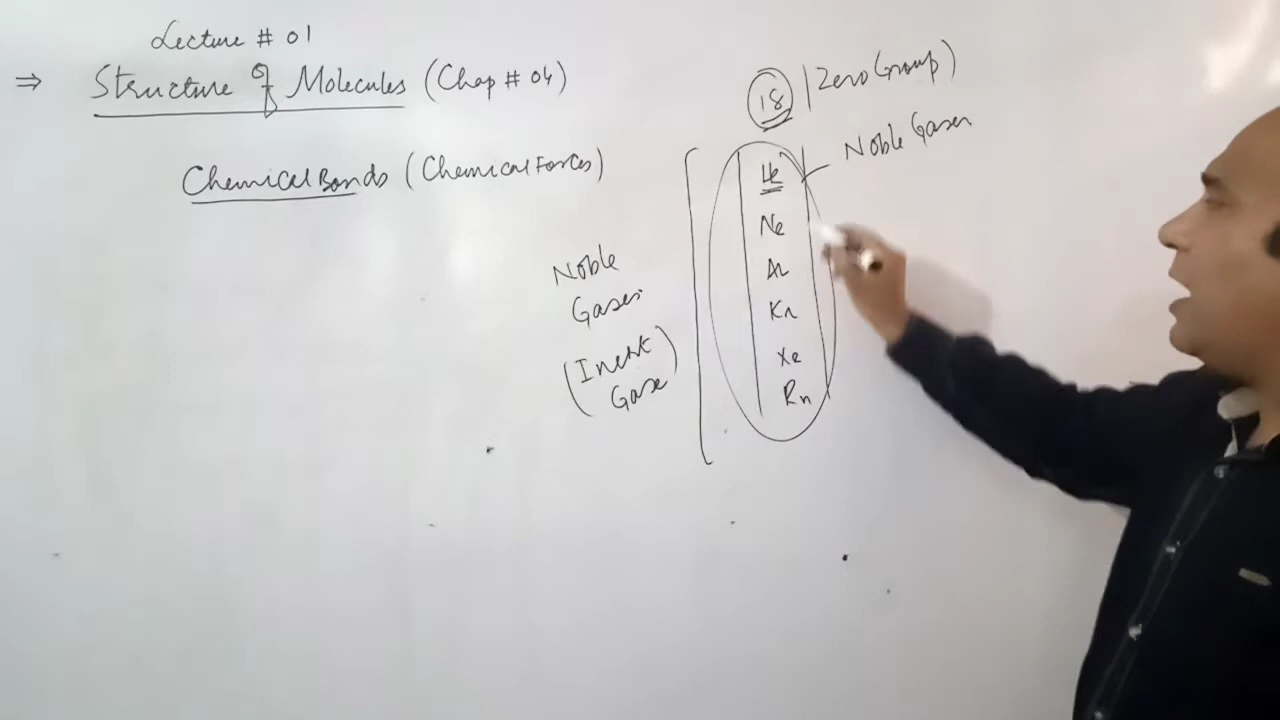 Lecture # 01
⇒ Structure of Molecules (Chap # 04)
Chemical Bonds (Chemical Forces)
Noble
Gases
(Inert
Gase)
18 | Zero Group)
Noble Gases
He
Ne
Ar
Kr
Xe
Rn